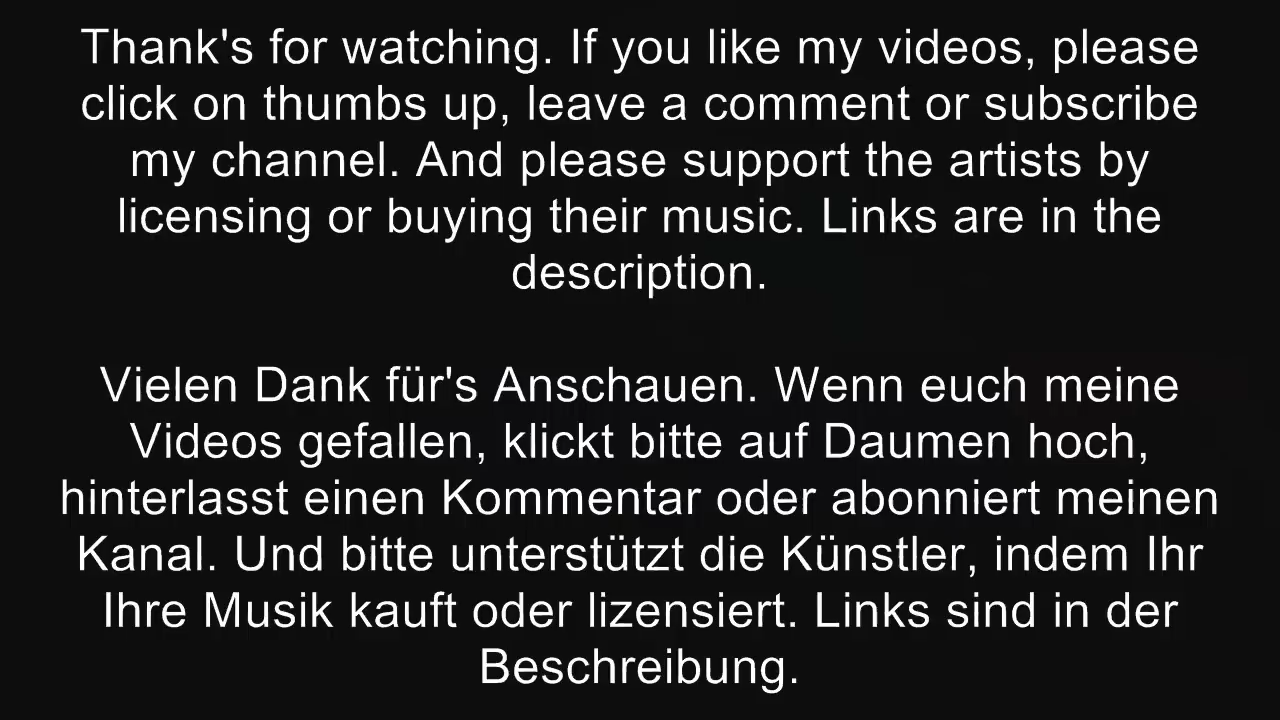 Thank's for watching. If you like my videos, please
click on thumbs up, leave a comment or subscribe
my channel. And please support the artists by
licensing or buying their music. Links are in the
description.
Vielen Dank für's Anschauen. Wenn euch meine
Videos gefallen, klickt bitte auf Daumen hoch,
hinterlasst einen Kommentar oder abonniert meinen
Kanal. Und bitte unterstützt die Künstler, indem Ihr
Ihre Musik kauft oder lizensiert. Links sind in der
Beschreibung.